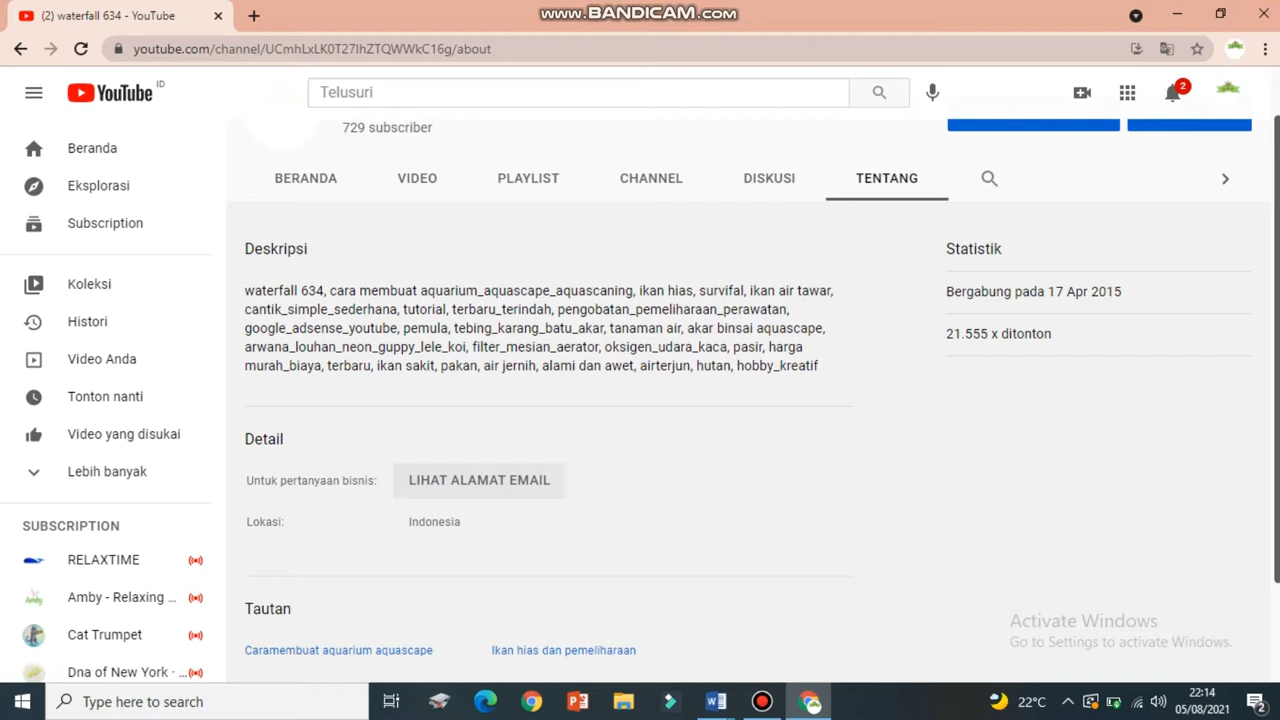 (2) waterfall 634 - YouTube
www.BANDICAM.com
youtube.com/channel/UCmhLxLK0T27IhZTQWWkC16g/about
YouTube ID
Telusuri
2
729 subscriber
Beranda
Eksplorasi
Subscription
Koleksi
Histori
Video Anda
Tonton nanti
Video yang disukai
Lebih banyak
SUBSCRIPTION
RELAXTIME
Amby - Relaxing ...
Cat Trumpet
Dna of New York · ...
BERANDA
VIDEO
PLAYLIST
CHANNEL
DISKUSI
TENTANG
Deskripsi
waterfall 634, cara membuat aquarium_aquascape_aquascaning, ikan hias, survifal, ikan air tawar,
cantik_simple_sederhana, tutorial, terbaru_terindah, pengobatan_pemeliharaan_perawatan,
google_adsense_youtube, pemula, tebing_karang_batu_akar, tanaman air, akar binsai aquascape,
arwana_louhan_neon_guppy_lele_koi, filter_mesian_aerator, oksigen_udara_kaca, pasir, harga
murah_biaya, terbaru, ikan sakit, pakan, air jernih, alami dan awet, airterjun, hutan, hobby_kreatif
Detail
Untuk pertanyaan bisnis:
LIHAT ALAMAT EMAIL
Lokasi:
Indonesia
Tautan
Caramembuat aquarium aquascape
Ikan hias dan pemeliharaan
Statistik
Bergabung pada 17 Apr 2015
21.555 x ditonton
Activate Windows
Go to Settings to activate Windows.
Type here to search
22°C
22:14
05/08/2021
2